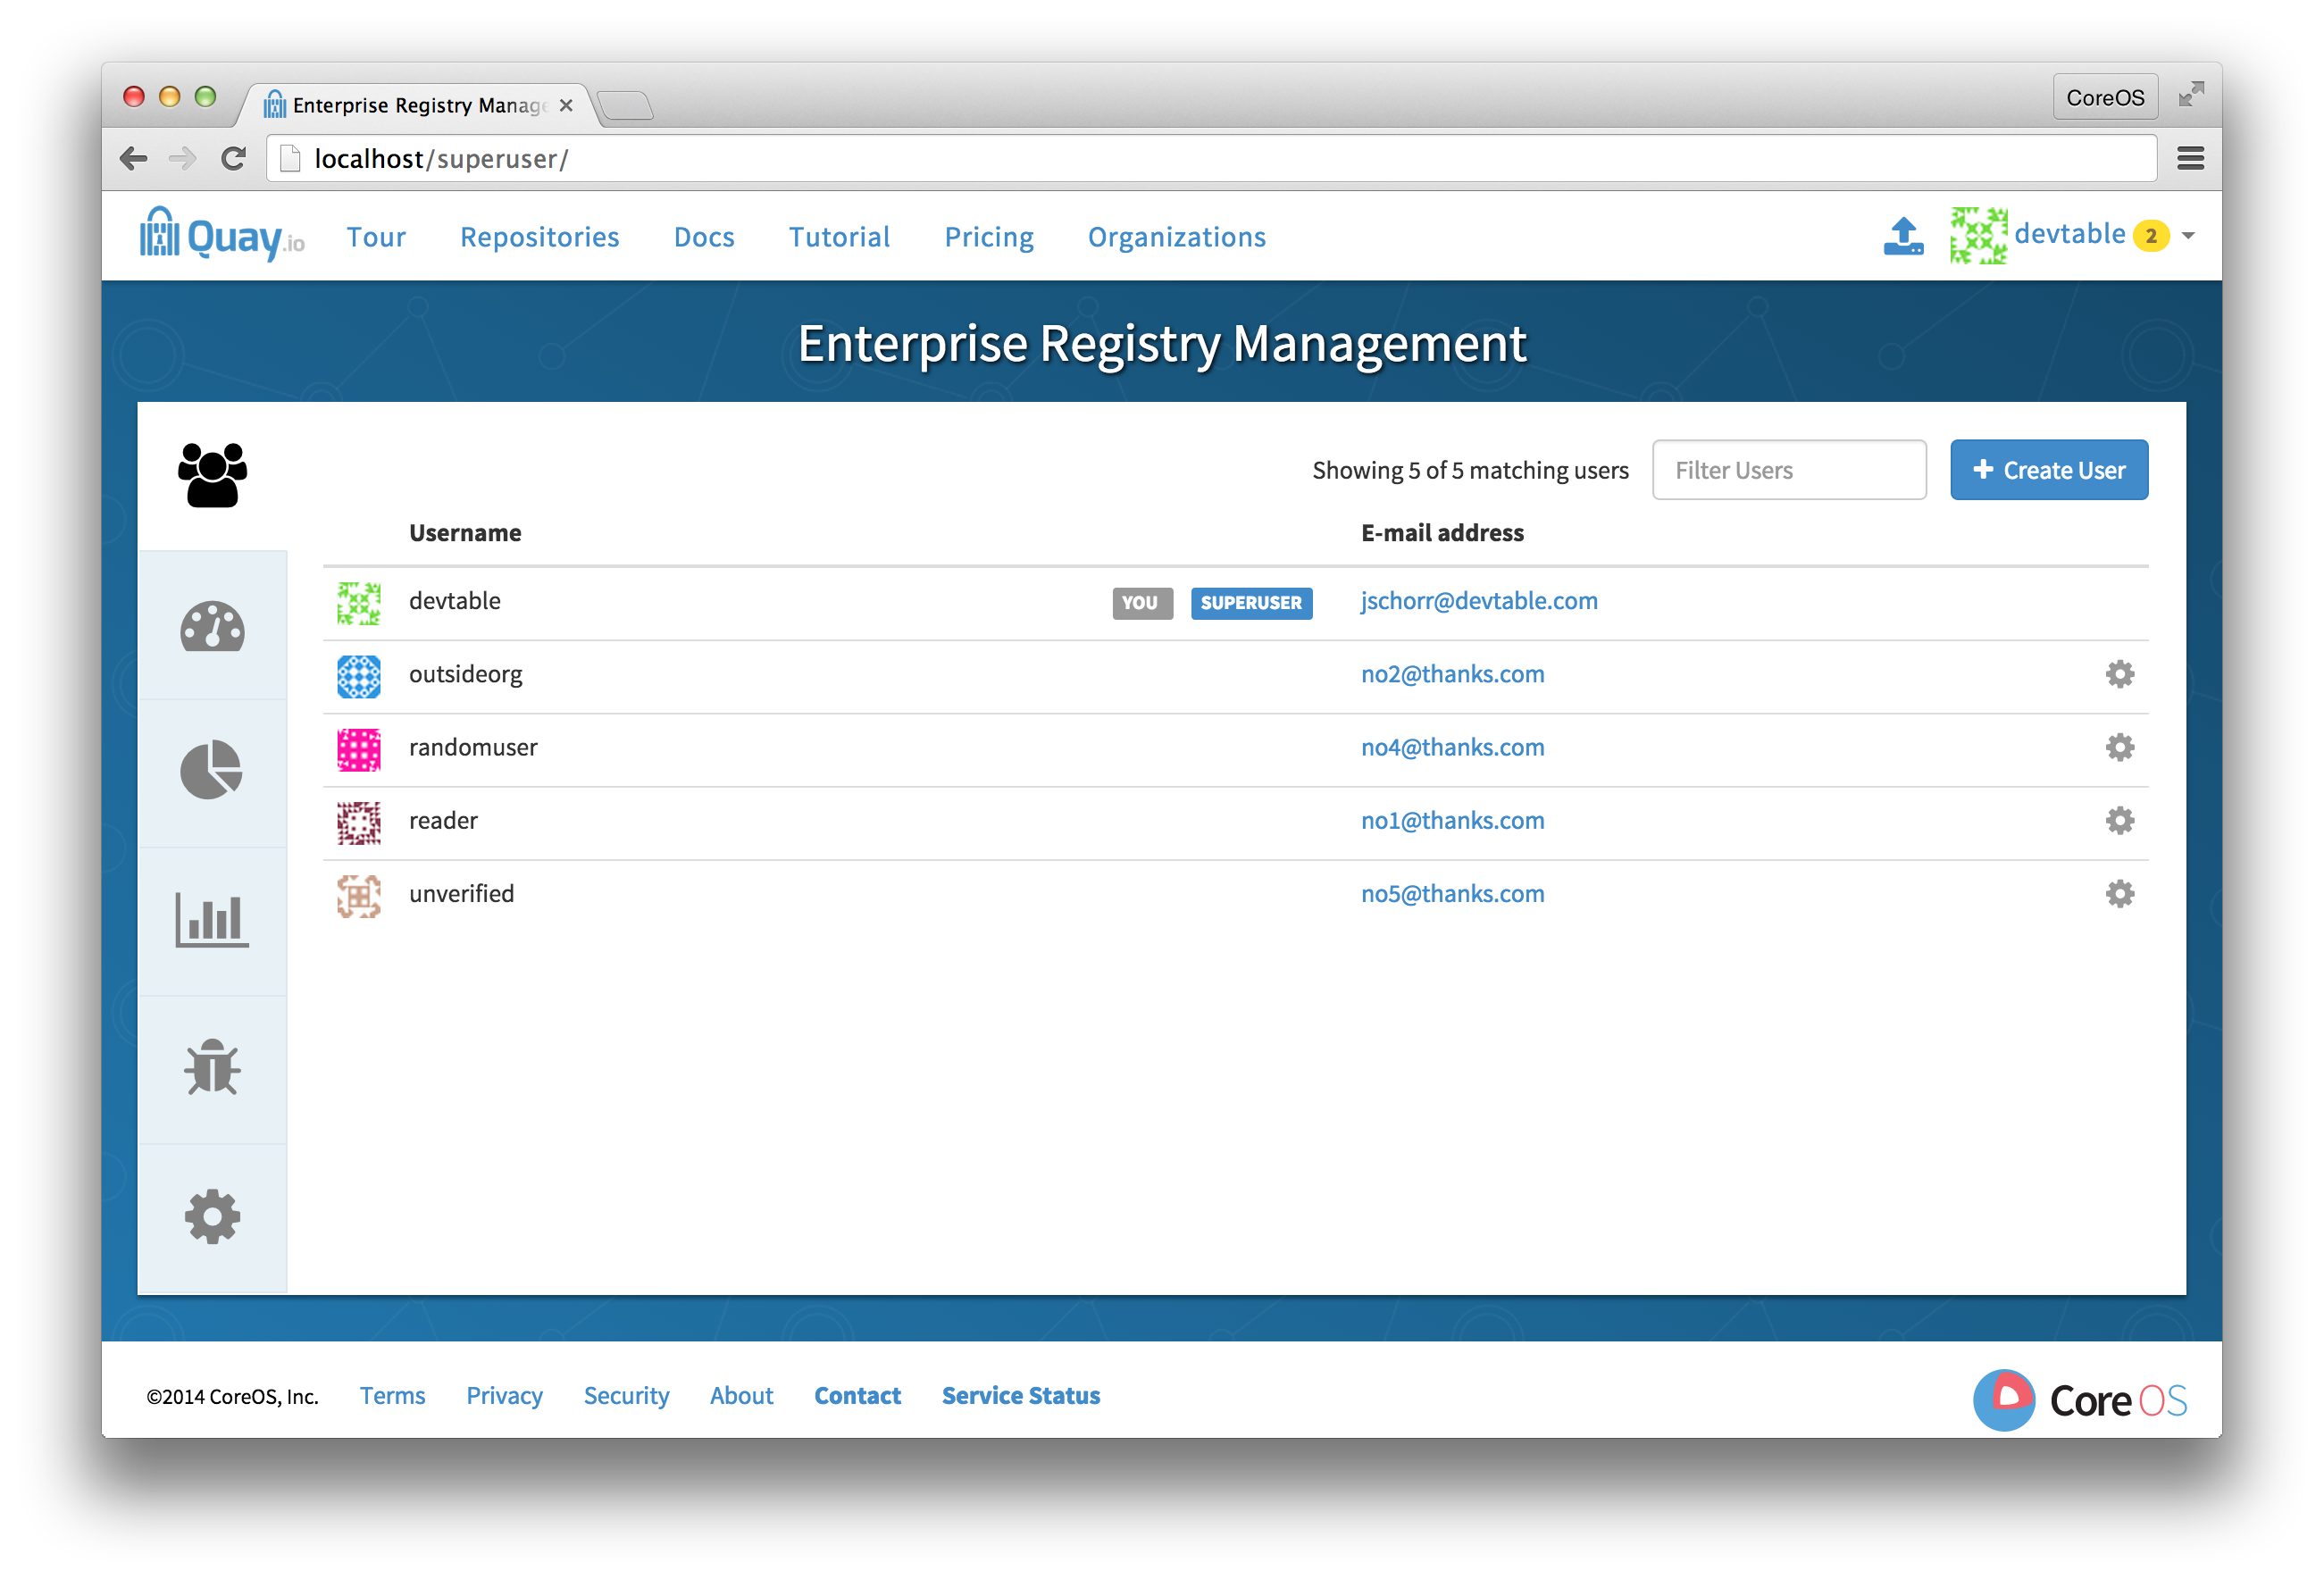 Enterprise Registry Manage
CoreOS
localhost/superuser/
Quay.io Tour Repositories Docs Tutorial Pricing Organizations devtable 2
Enterprise Registry Management
Showing 5 of 5 matching users Filter Users + Create User
Username E-mail address
devtable YOU SUPERUSER jschorr@devtable.com
outsideorg no2@thanks.com
randomuser no4@thanks.com
reader no1@thanks.com
unverified no5@thanks.com
©2014 CoreOS, Inc. Terms Privacy Security About Contact Service Status Core OS